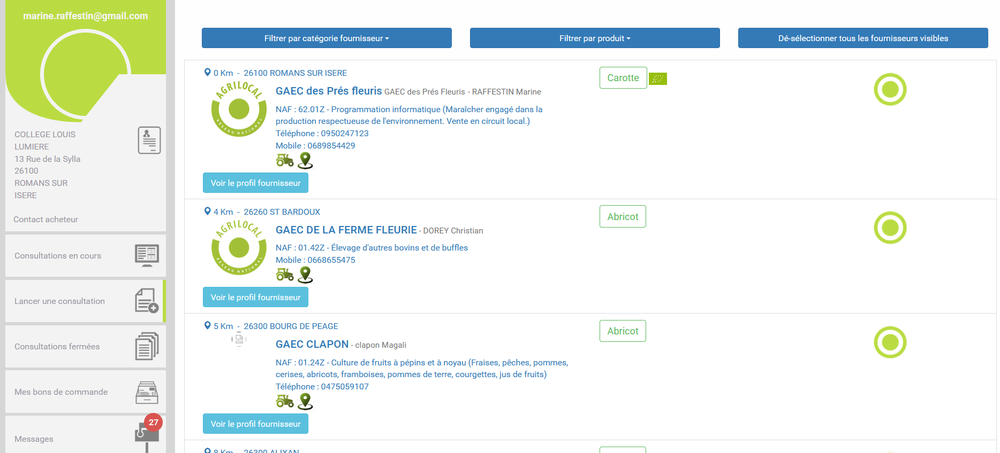 marine.raffestin@gmail.com
COLLEGE LOUIS
LUMIERE
13 Rue de la Sylla
26100
ROMANS SUR
ISERE
Contact acheteur
Consultations en cours
Lancer une consultation
Consultations fermées
Mes bons de commande
27
Messages
Filtrer par catégorie fournisseur
Filtrer par produit
Dé-sélectionner tous les fournisseurs visibles
0 Km - 26100 ROMANS SUR ISERE
AGRILOCAL
RÉSEAU NATIONAL
GAEC des Prés fleuris GAEC des Prés Fleuris - RAFFESTIN Marine
NAF : 62.01Z - Programmation informatique (Maraîcher engagé dans la
production respectueuse de l'environnement. Vente en circuit local.)
Téléphone : 0950247123
Mobile : 0689854429
Voir le profil fournisseur
Carotte
4 Km - 26260 ST BARDOUX
AGRILOCAL
RÉSEAU NATIONAL
GAEC DE LA FERME FLEURIE - DOREY Christian
NAF : 01.42Z - Élevage d'autres bovins et de buffles
Mobile : 0668655475
Voir le profil fournisseur
Abricot
5 Km - 26300 BOURG DE PEAGE
GAEC CLAPON - clapon Magali
NAF : 01.24Z - Culture de fruits à pépins et à noyau (Fraises, pêches, pommes,
cerises, abricots, framboises, pommes de terre, courgettes, jus de fruits)
Téléphone : 0475059107
Voir le profil fournisseur
Abricot
8 Km - 26300 ALIXAN